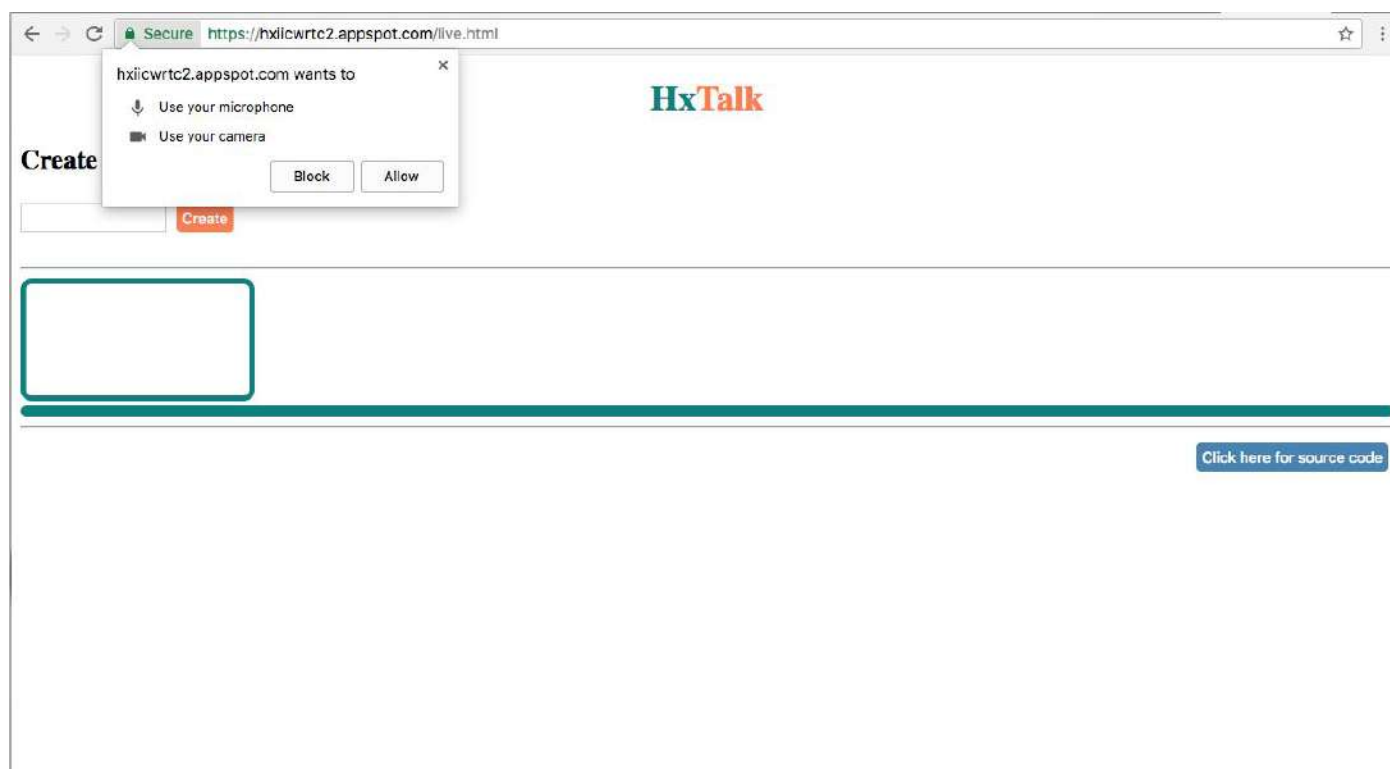 Secure https://hxiicwrtc2.appspot.com/live.html
hxiicwrtc2.appspot.com wants to
Use your microphone
Use your camera
Block Allow
HxTalk
Create
Create
Click here for source code